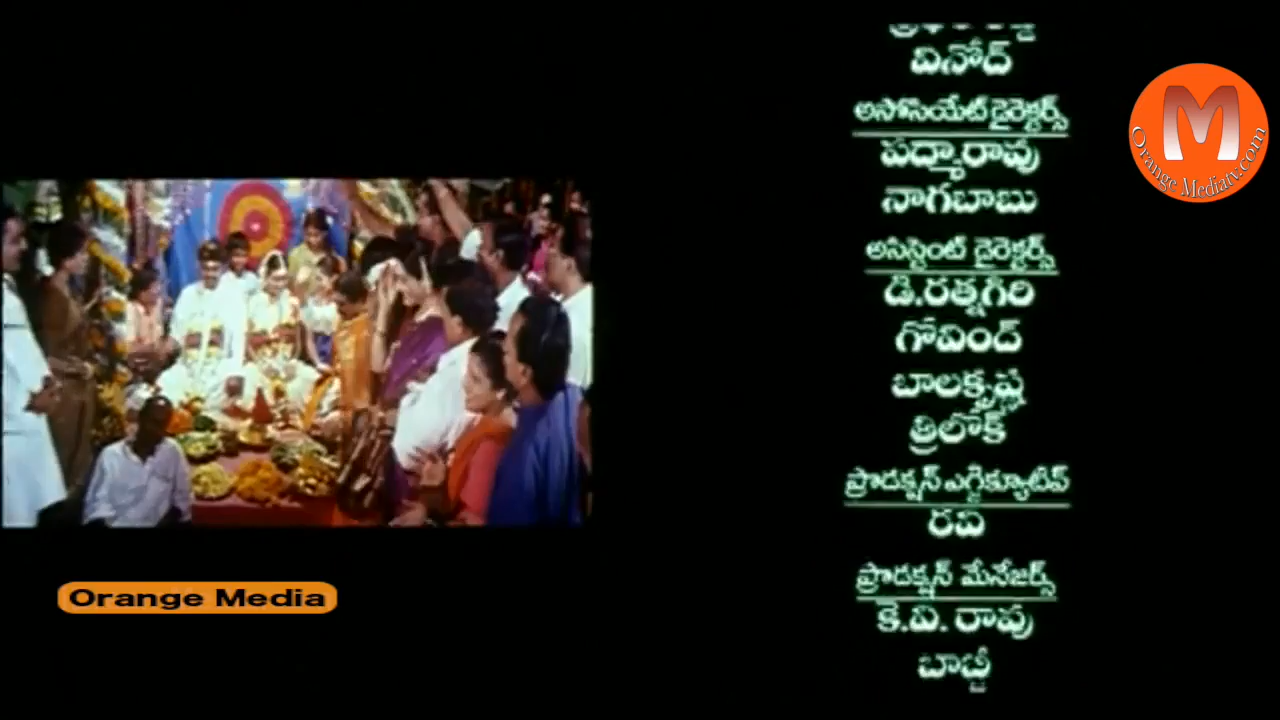 వినోద్
అసోసియేట్ డైరెక్టర్స్
పద్మారావు
నాగబాబు
అసిస్టెంట్ డైరెక్టర్స్
డి.రత్నగిరి
గోవింద్
బాలకృష్ణ
త్రిలోక్
ప్రొడక్షన్ ఎగ్జిక్యూటివ్
రవి
ప్రొడక్షన్ మేనేజర్స్
కె.వి. రావు
బాబ్జీ
M
Orange Mediatv.com
Orange Media